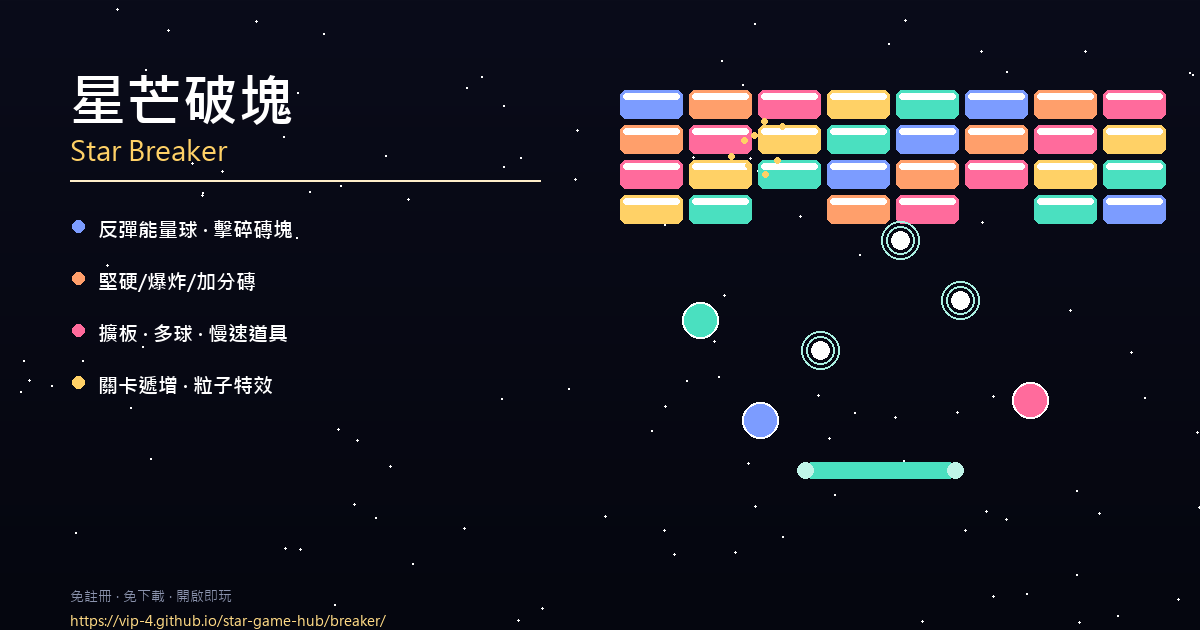 星芒破塊
Star Breaker
反彈能量球 · 擊碎磚塊
堅硬/爆炸/加分磚
擴板 · 多球 · 慢速道具
關卡遞增 · 粒子特效
免註冊 · 免下載 · 開啟即玩
https://vip-4.github.io/star-game-hub/breaker/